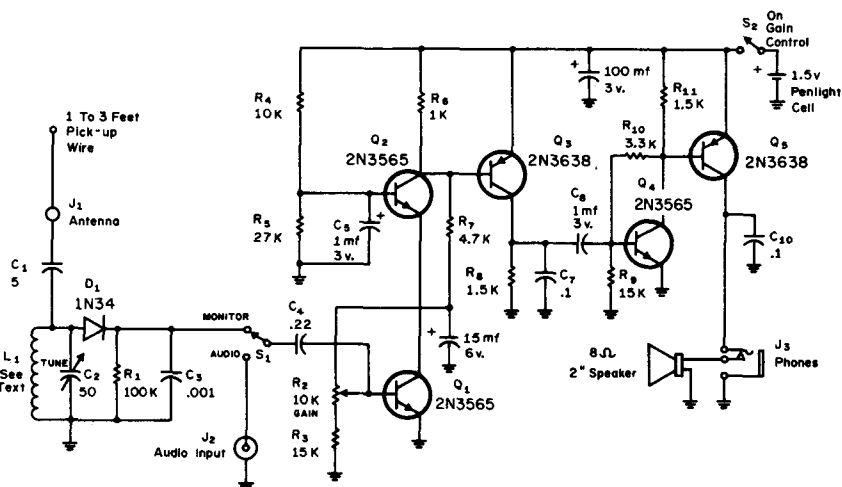 1 To 3 Feet
Pick-up
Wire
J1
Antenna
C1
5
D1
1N34
L1
See
Text
TUNE
C2
50
R1
100K
C3
.001
MONITOR
AUDIO
S1
J2
Audio Input
C4
.22
R4
10K
R5
27K
C5
1mf
3v.
+
Q2
2N3565
R6
1K
R7
4.7K
+
15mf
6v.
R2
10K
GAIN
R3
15K
Q1
2N3565
Q3
2N3638
R8
1.5K
C7
.1
C8
1mf
3v.
+
100 mf
3v.
R10
3.3K
R11
1.5K
Q4
2N3565
R9
15K
Q5
2N3638
C10
.1
S2
On
Gain
Control
+
1.5v
Penlight
Cell
8Ω
2" Speaker
J3
Phones